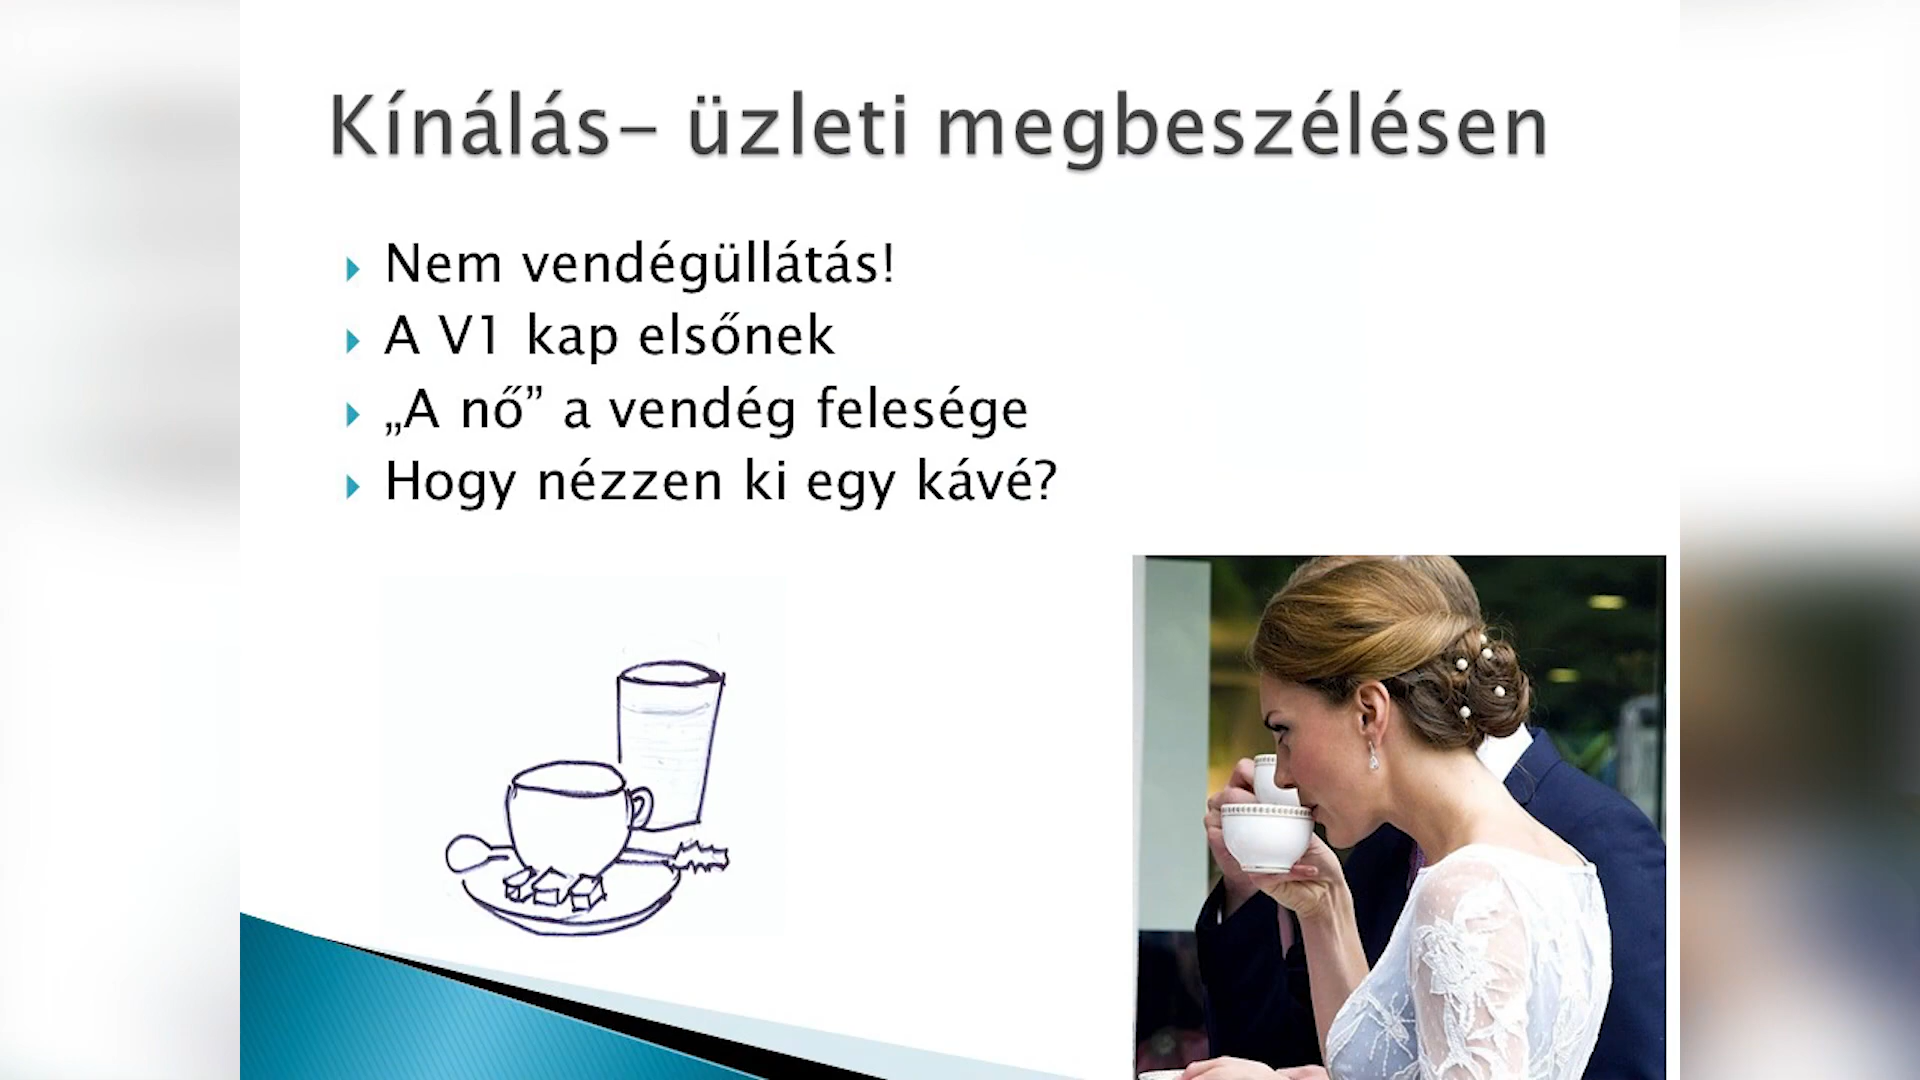 Kínálás- üzleti megbeszélésen
Nem vendégüllátás!
A V1 kap elsőnek
„A nő” a vendég felesége
Hogy nézzen ki egy kávé?